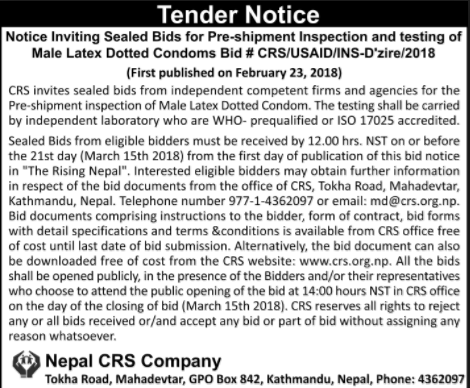 Tender Notice
Notice Inviting Sealed Bids for Pre-shipment Inspection and testing of
Male Latex Dotted Condoms Bid # CRS/USAID/INS-D'zire/2018
(First published on February 23, 2018)
CRS invites sealed bids from independent competent firms and agencies for the
Pre-shipment inspection of Male Latex Dotted Condom. The testing shall be carried
by independent laboratory who are WHO- prequalified or ISO 17025 accredited.
Sealed Bids from eligible bidders must be received by 12.00 hrs. NST on or before
the 21st day (March 15th 2018) from the first day of publication of this bid notice
in "The Rising Nepal". Interested eligible bidders may obtain further information
in respect of the bid documents from the office of CRS, Tokha Road, Mahadevtar,
Kathmandu, Nepal. Telephone number 977-1-4362097 or email: md@crs.org.np.
Bid documents comprising instructions to the bidder, form of contract, bid forms
with detail specifications and terms &conditions is available from CRS office free
of cost until last date of bid submission. Alternatively, the bid document can also
be downloaded free of cost from the CRS website: www.crs.org.np. All the bids
shall be opened publicly, in the presence of the Bidders and/or their representatives
who choose to attend the public opening of the bid at 14:00 hours NST in CRS office
on the day of the closing of bid (March 15th 2018). CRS reserves all rights to reject
any or all bids received or/and accept any bid or part of bid without assigning any
reason whatsoever.
Nepal CRS Company
Tokha Road, Mahadevtar, GPO Box 842, Kathmandu, Nepal, Phone: 4362097